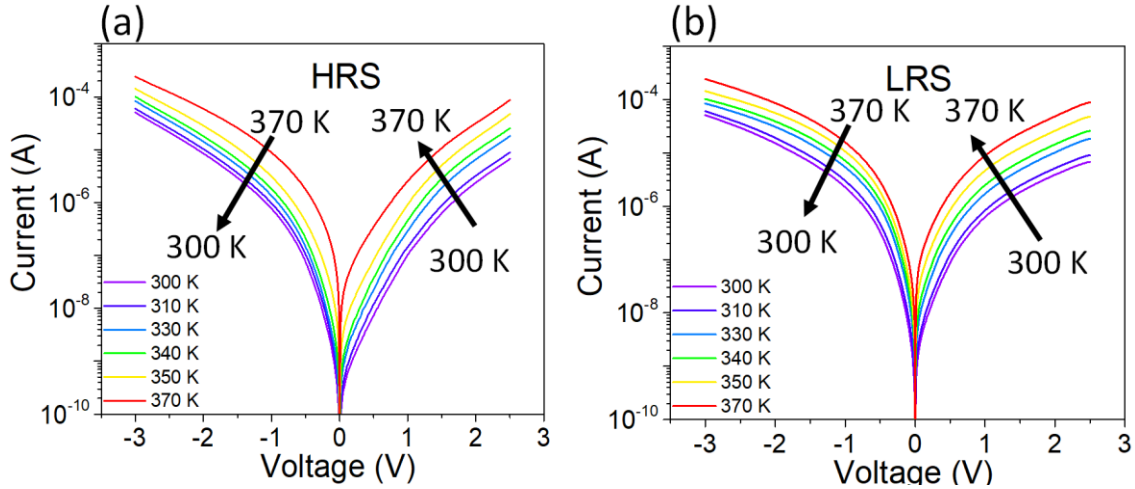 (a)
HRS
370 K
370 K
300 K
300 K
Current (A)
10^-4
10^-6
10^-8
10^-10
300 K
310 K
330 K
340 K
350 K
370 K
-3 -2 -1 0 1 2 3
Voltage (V)
(b)
LRS
370 K
370 K
300 K
300 K
Current (A)
10^-4
10^-6
10^-8
10^-10
300 K
310 K
330 K
340 K
350 K
370 K
-3 -2 -1 0 1 2 3
Voltage (V)